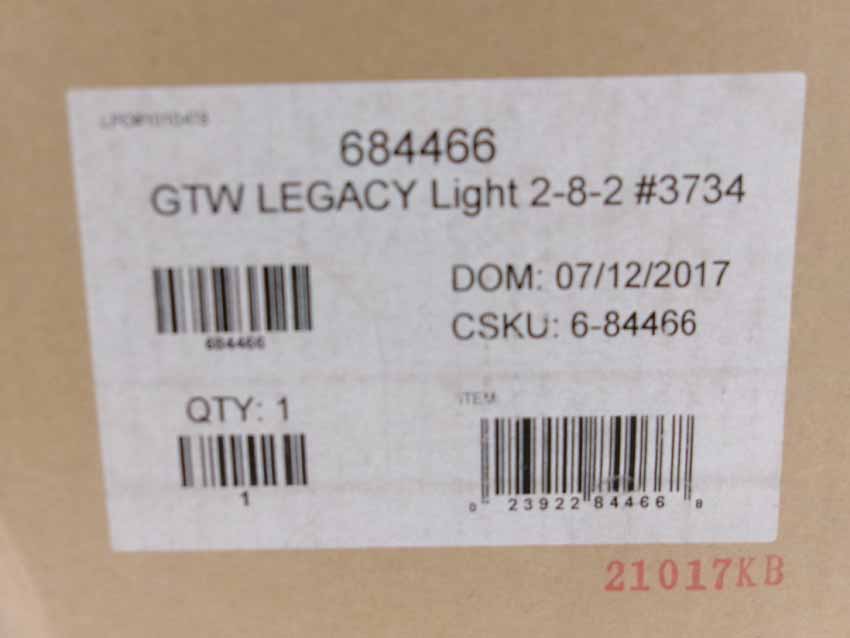 684466
GTW LEGACY Light 2-8-2 #3734
DOM: 07/12/2017
684466
CSKU: 6-84466
QTY: 1
ITEM
1
0 23922 84466 8
21017KB